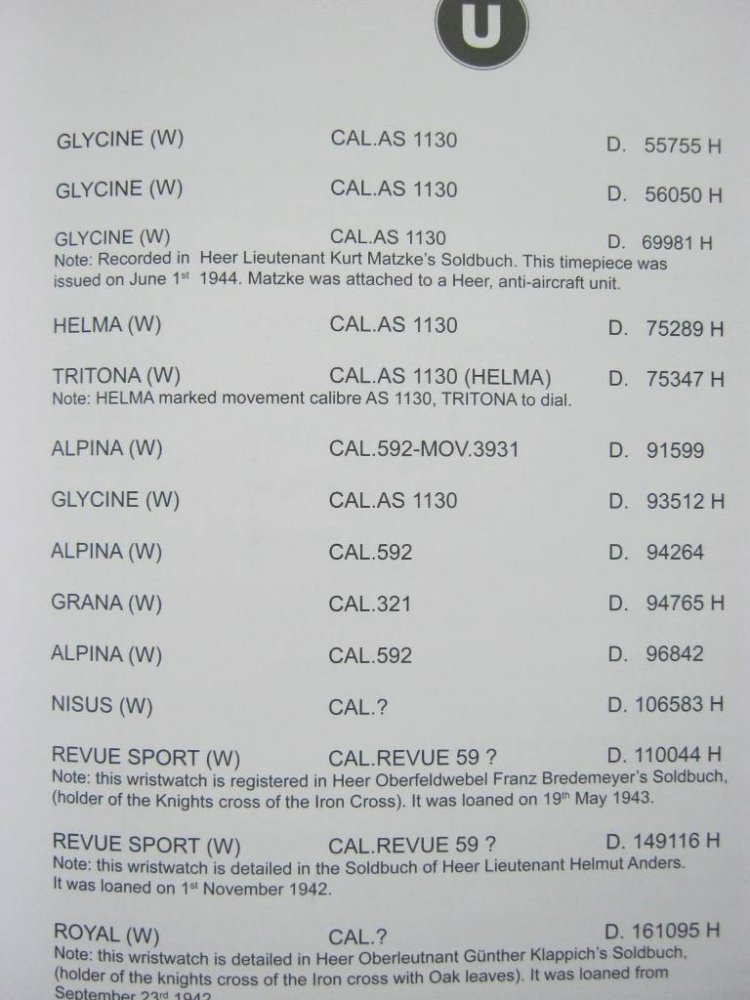 U
GLYCINE (W) CAL.AS 1130 D. 55755 H
GLYCINE (W) CAL.AS 1130 D. 56050 H
GLYCINE (W) CAL.AS 1130 D. 69981 H
Note: Recorded in Heer Lieutenant Kurt Matzke's Soldbuch. This timepiece was
issued on June 1st 1944. Matzke was attached to a Heer, anti-aircraft unit.
HELMA (W) CAL.AS 1130 D. 75289 H
TRITONA (W) CAL.AS 1130 (HELMA) D. 75347 H
Note: HELMA marked movement calibre AS 1130, TRITONA to dial.
ALPINA (W) CAL.592-MOV.3931 D. 91599
GLYCINE (W) CAL.AS 1130 D. 93512 H
ALPINA (W) CAL.592 D. 94264
GRANA (W) CAL.321 D. 94765 H
ALPINA (W) CAL.592 D. 96842
NISUS (W) CAL.? D. 106583 H
REVUE SPORT (W) CAL.REVUE 59 ? D. 110044 H
Note: this wristwatch is registered in Heer Oberfeldwebel Franz Bredemeyer's Soldbuch,
(holder of the Knights cross of the Iron Cross). It was loaned on 19th May 1943.
REVUE SPORT (W) CAL.REVUE 59 ? D. 149116 H
Note: this wristwatch is detailed in the Soldbuch of Heer Lieutenant Helmut Anders.
It was loaned on 1st November 1942.
ROYAL (W) CAL.? D. 161095 H
Note: this wristwatch is detailed in Heer Oberleutnant Günther Klappich's Soldbuch,
(holder of the knights cross of the Iron cross with Oak leaves). It was loaned from
September 23rd 1942